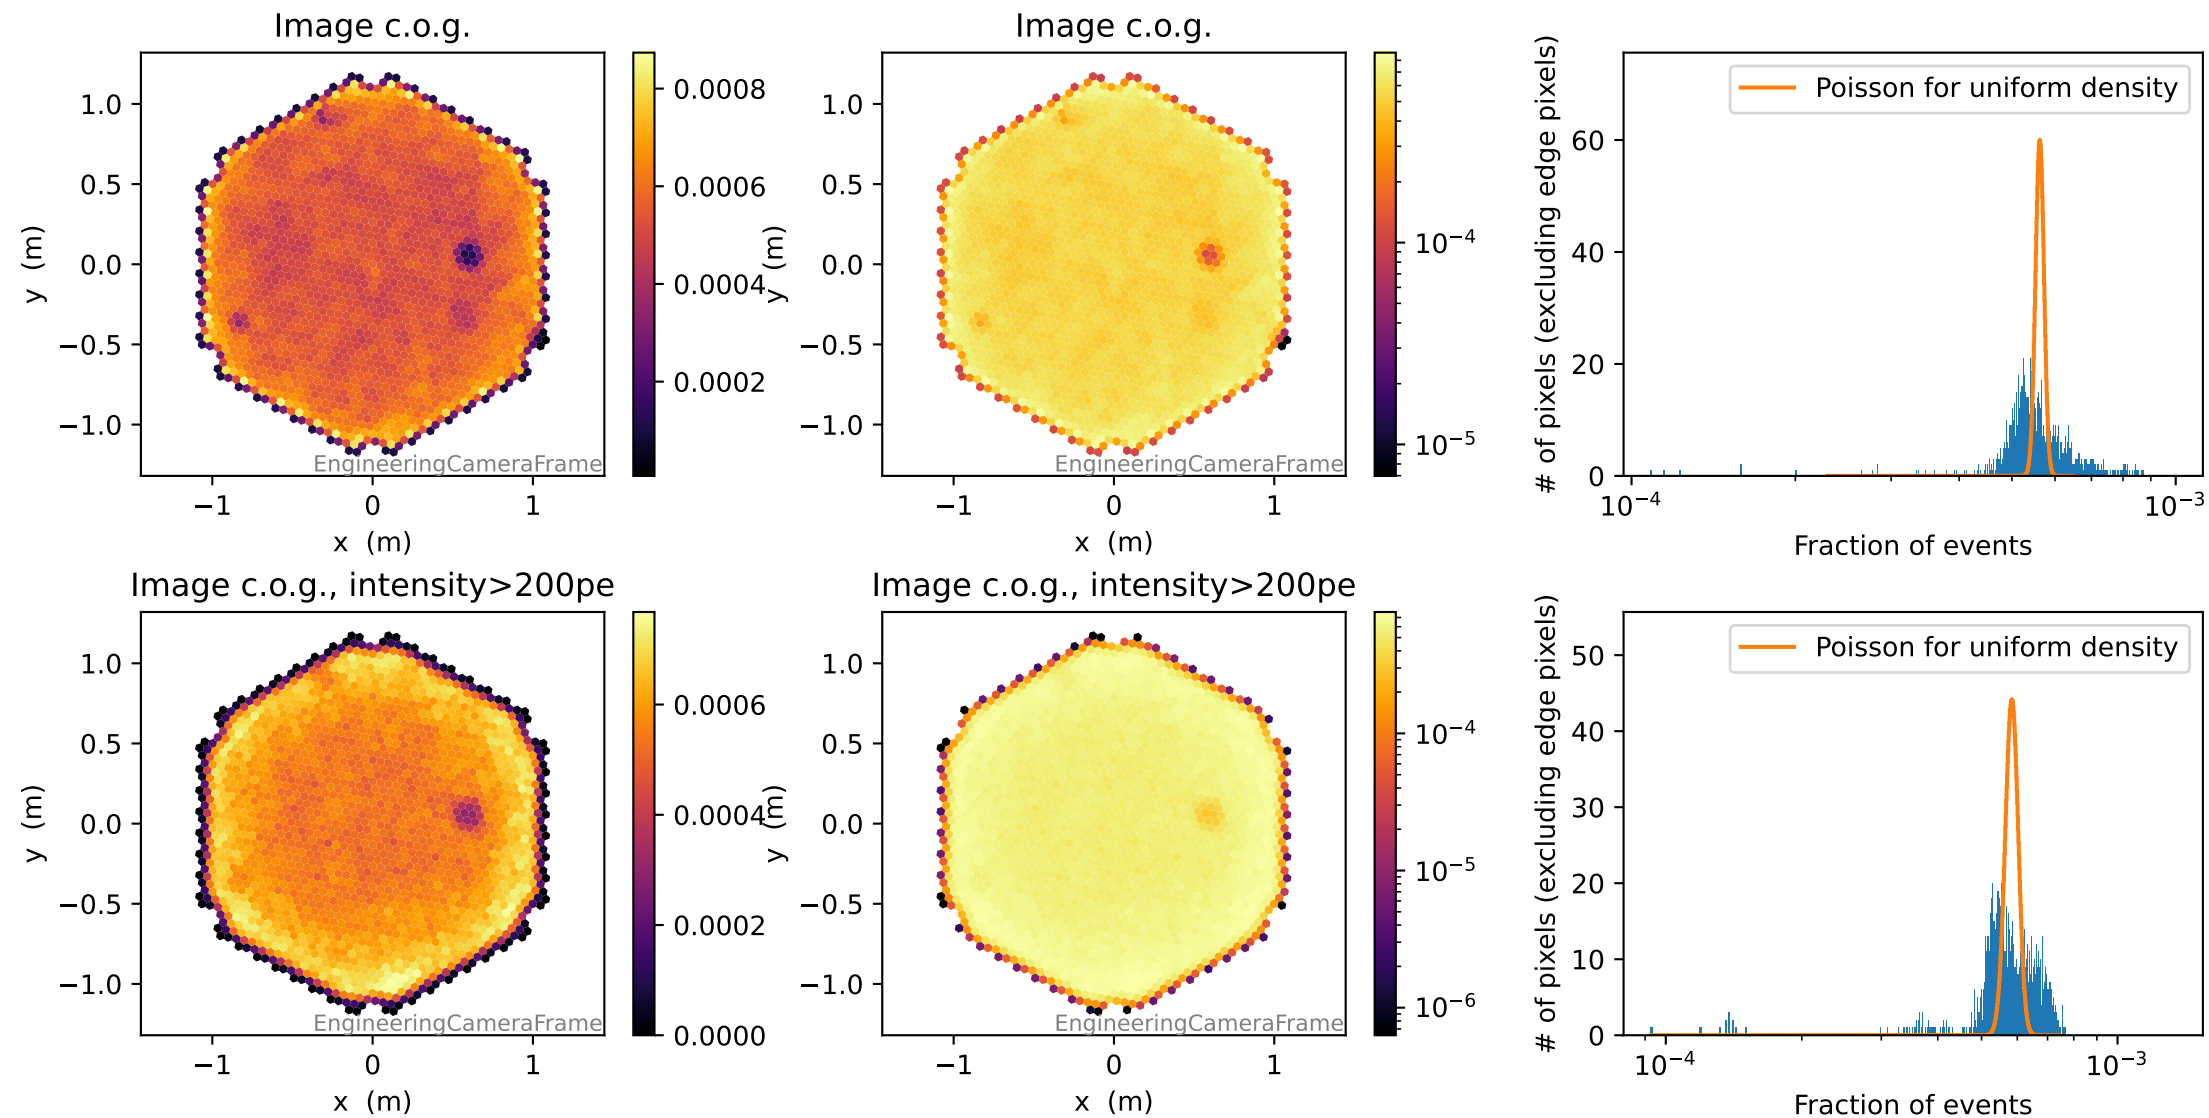 Image c.o.g.
1.0
0.5
0.0
−0.5
−1.0
y (m)
−1
0
1
x (m)
EngineeringCameraFrame
0.0008
0.0006
0.0004
0.0002
Image c.o.g.
1.0
0.5
0.0
−0.5
−1.0
y (m)
−1
0
1
x (m)
EngineeringCameraFrame
10⁻⁴
10⁻⁵
# of pixels (excluding edge pixels)
60
40
20
0
Poisson for uniform density
10⁻⁴
10⁻³
Fraction of events
Image c.o.g., intensity>200pe
1.0
0.5
0.0
−0.5
−1.0
y (m)
−1
0
1
x (m)
EngineeringCameraFrame
0.0006
0.0004
0.0002
0.0000
Image c.o.g., intensity>200pe
1.0
0.5
0.0
−0.5
−1.0
y (m)
−1
0
1
x (m)
EngineeringCameraFrame
10⁻⁴
10⁻⁵
10⁻⁶
# of pixels (excluding edge pixels)
50
40
30
20
10
0
Poisson for uniform density
10⁻⁴
10⁻³
Fraction of events